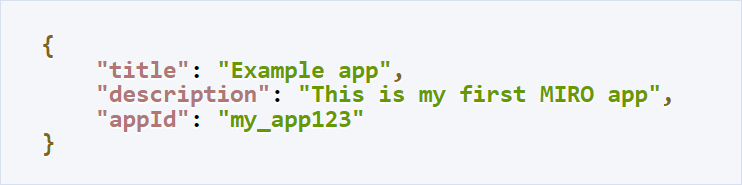 {
    "title": "Example app",
    "description": "This is my first MIRO app",
    "appId": "my_app123"
}